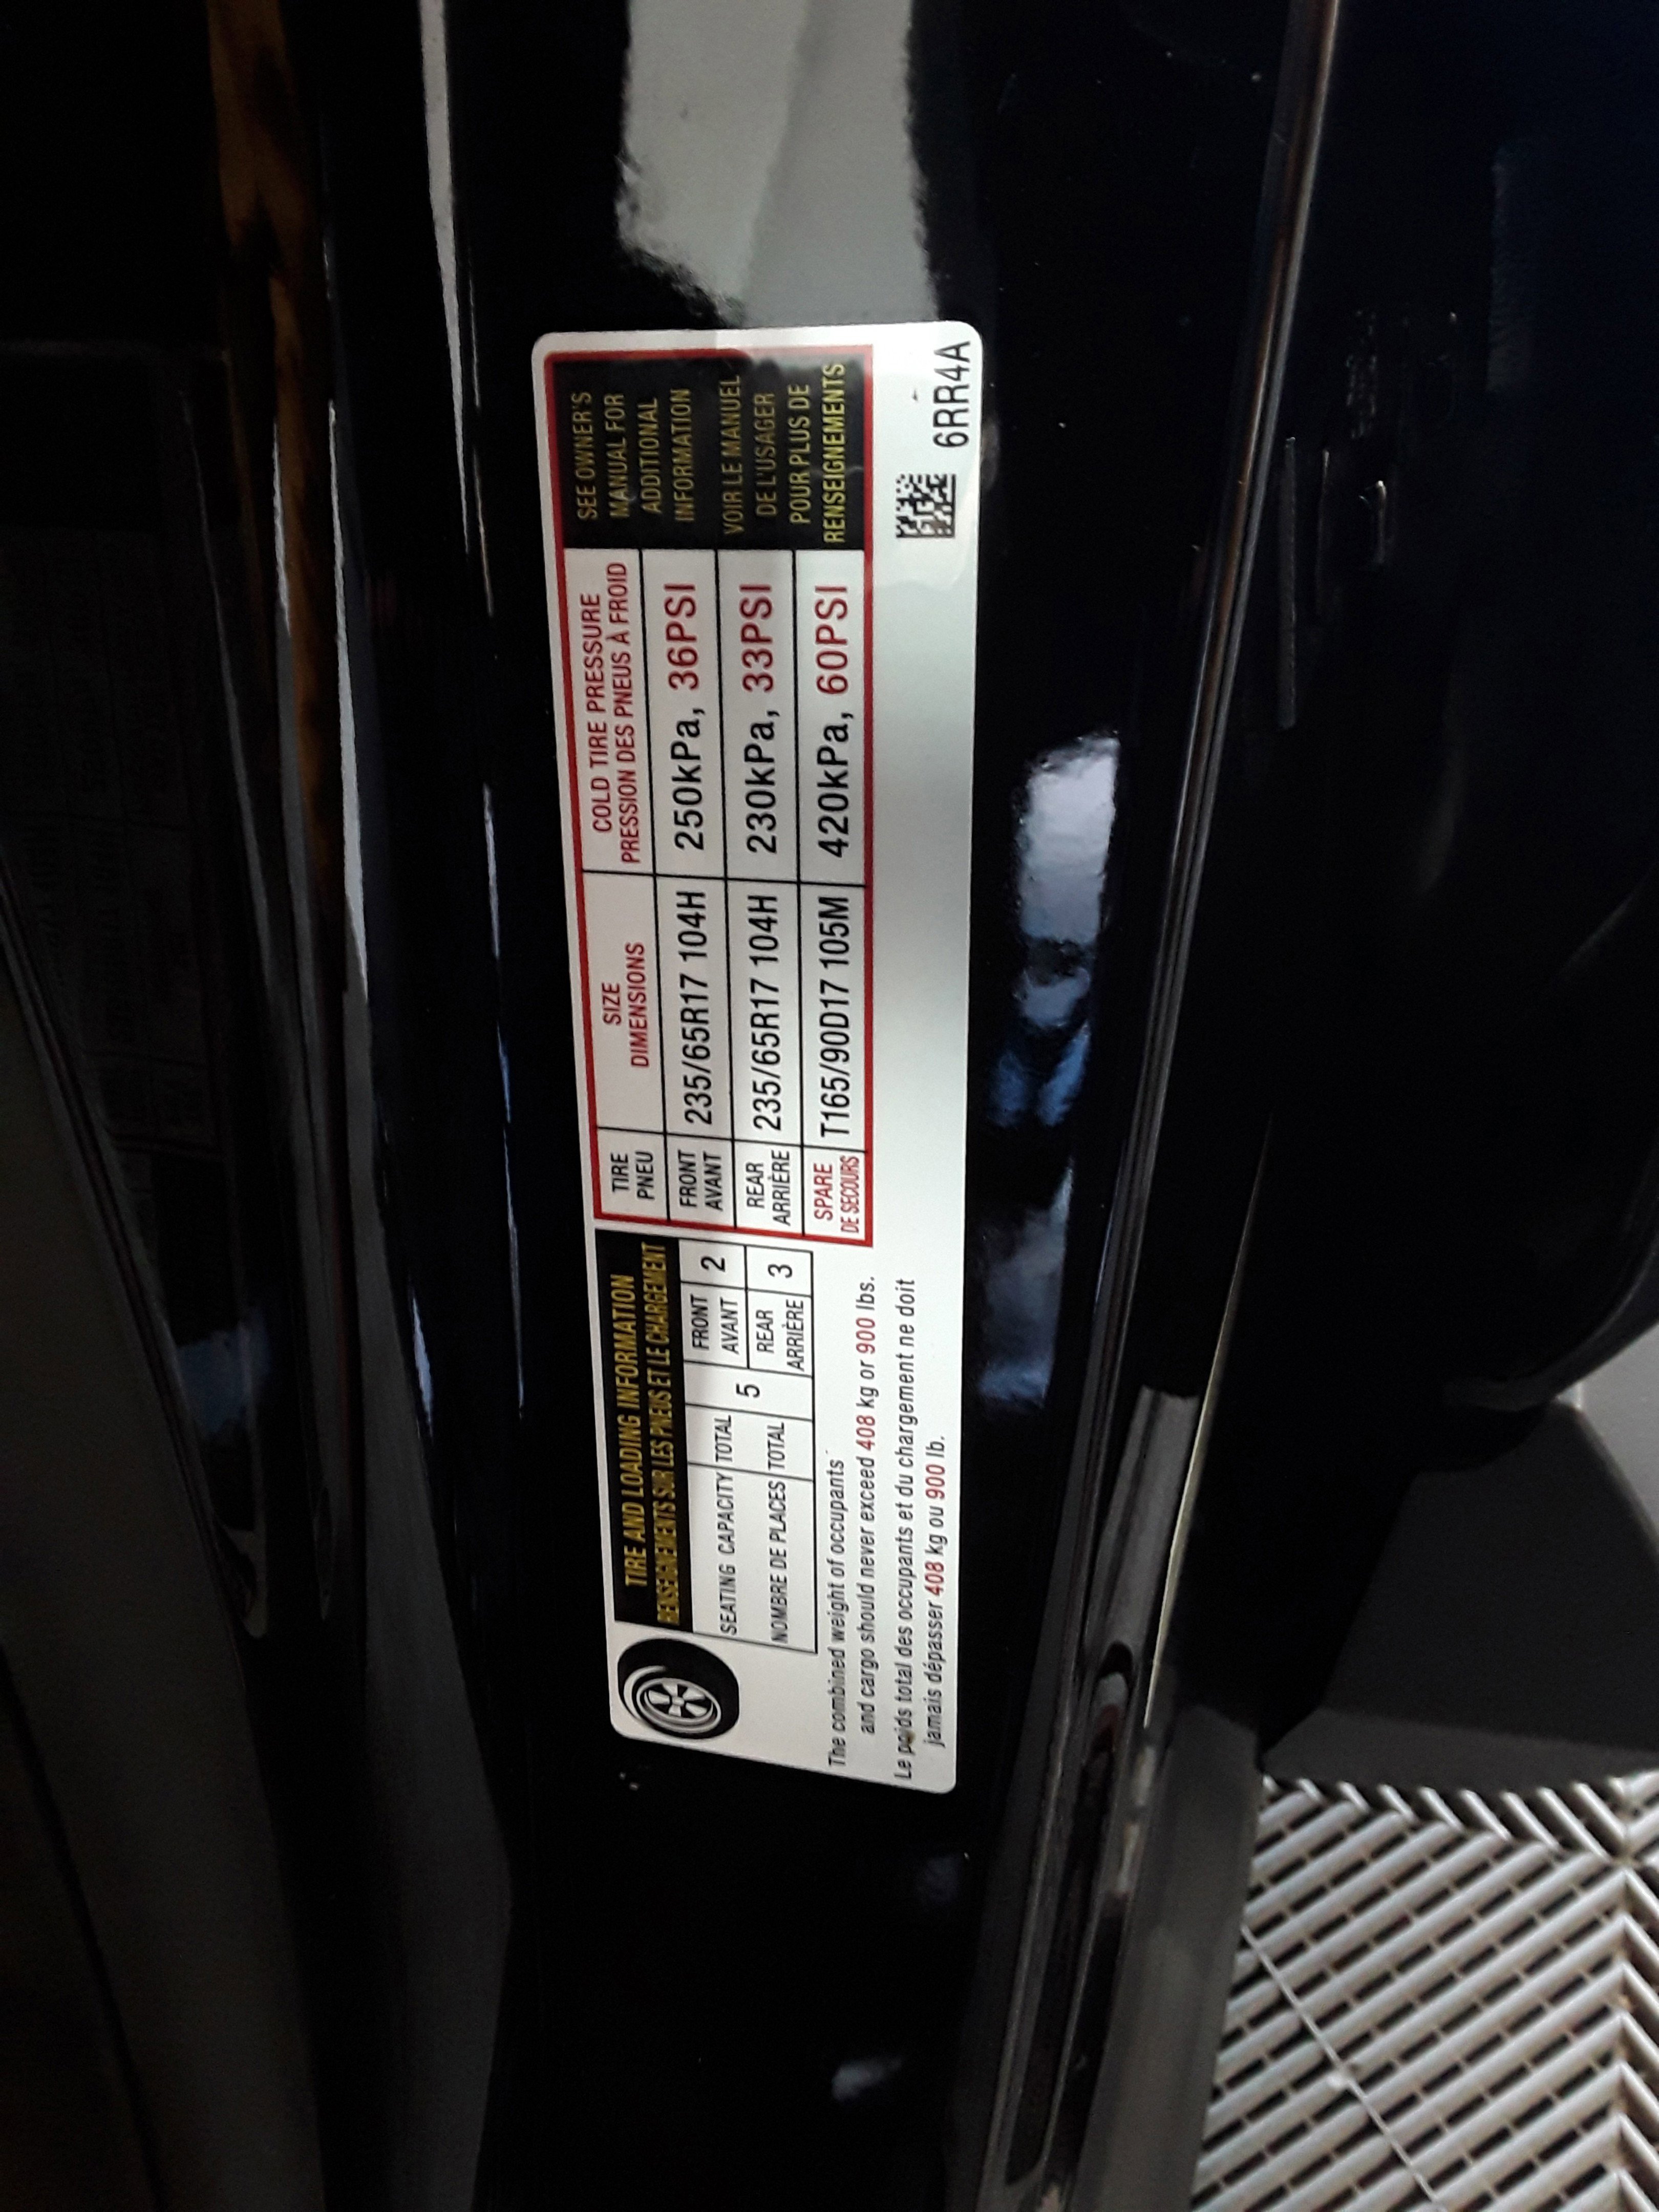 TIRE AND LOADING INFORMATION
RENSEIGNEMENTS SUR LES PNEUS ET LE CHARGEMENT
SEATING CAPACITY TOTAL 5 FRONT AVANT 2
NOMBRE DE PLACES TOTAL REAR ARRIÈRE 3
The combined weight of occupants
and cargo should never exceed 408 kg or 900 lbs.
Le poids total des occupants et du chargement ne doit
jamais dépasser 408 kg ou 900 lb.
TIRE PNEU
SIZE DIMENSIONS
COLD TIRE PRESSURE
PRESSION DES PNEUS À FROID
FRONT AVANT 235/65R17 104H 250kPa, 36PSI
REAR ARRIÈRE 235/65R17 104H 230kPa, 33PSI
SPARE DE SECOURS T165/90D17 105M 420kPa, 60PSI
SEE OWNER'S
MANUAL FOR
ADDITIONAL
INFORMATION
VOIR LE MANUEL
DE L'USAGER
POUR PLUS DE
RENSEIGNEMENTS
6RR4A